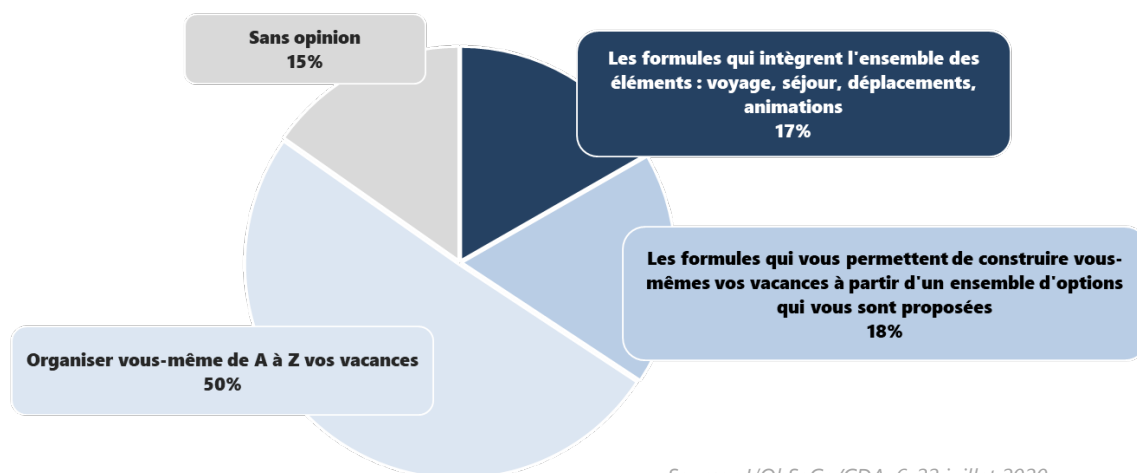 Sans opinion
15%
Les formules qui intègrent l'ensemble des
éléments : voyage, séjour, déplacements,
animations
17%
Les formules qui vous permettent de construire vous-
mêmes vos vacances à partir d'un ensemble d'options
qui vous sont proposées
18%
Organiser vous-même de A à Z vos vacances
50%